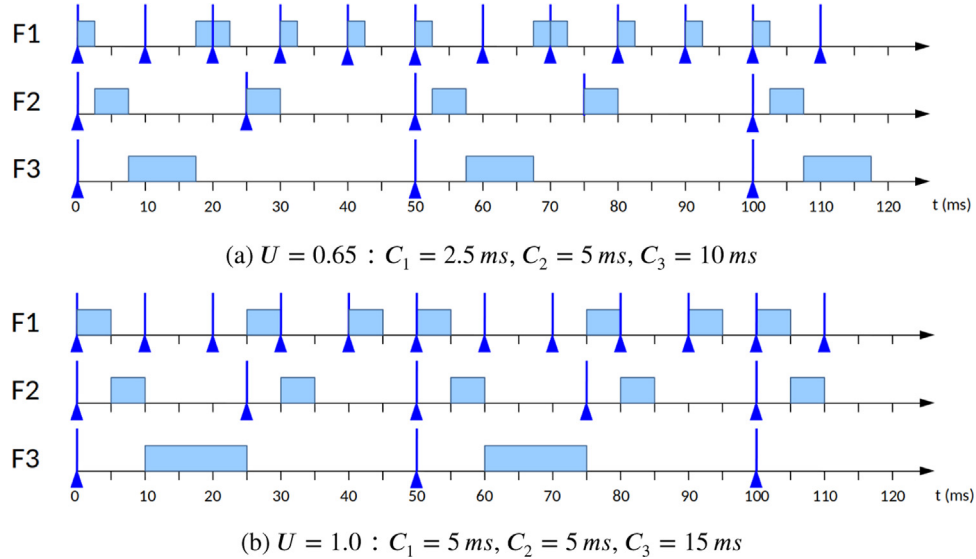 F1
F2
F3
0 10 20 30 40 50 60 70 80 90 100 110 120 t (ms)
(a) U = 0.65 : C₁ = 2.5 ms, C₂ = 5 ms, C₃ = 10 ms
F1
F2
F3
0 10 20 30 40 50 60 70 80 90 100 110 120 t (ms)
(b) U = 1.0 : C₁ = 5 ms, C₂ = 5 ms, C₃ = 15 ms